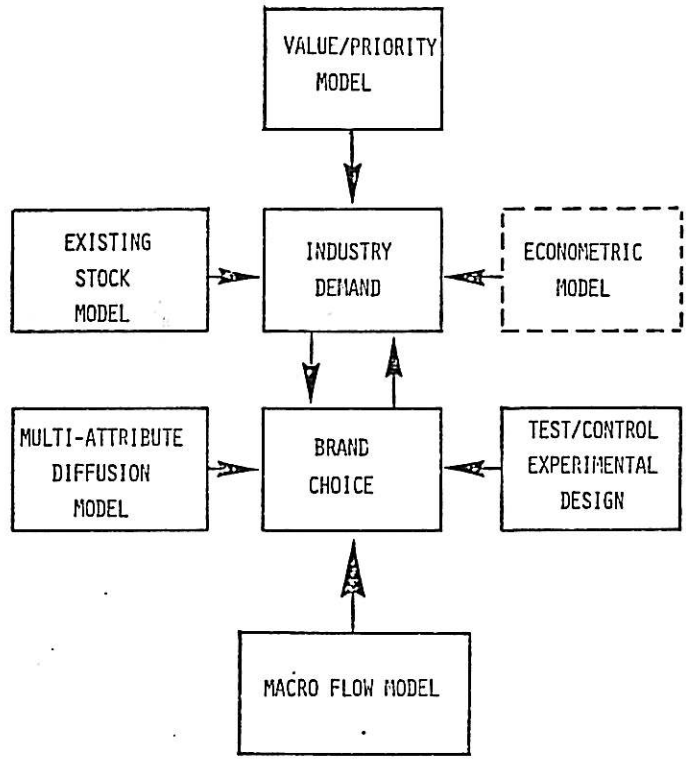 VALUE/PRIORITY
MODEL
EXISTING
STOCK
MODEL
INDUSTRY
DEMAND
ECONOMETRIC
MODEL
MULTI-ATTRIBUTE
DIFFUSION
MODEL
BRAND
CHOICE
TEST/CONTROL
EXPERIMENTAL
DESIGN
MACRO FLOW MODEL